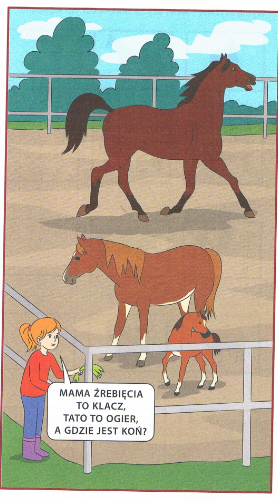 MAMA ŹREBIĘCIA
TO KLACZ,
TATO TO OGIER,
A GDZIE JEST KOŃ?